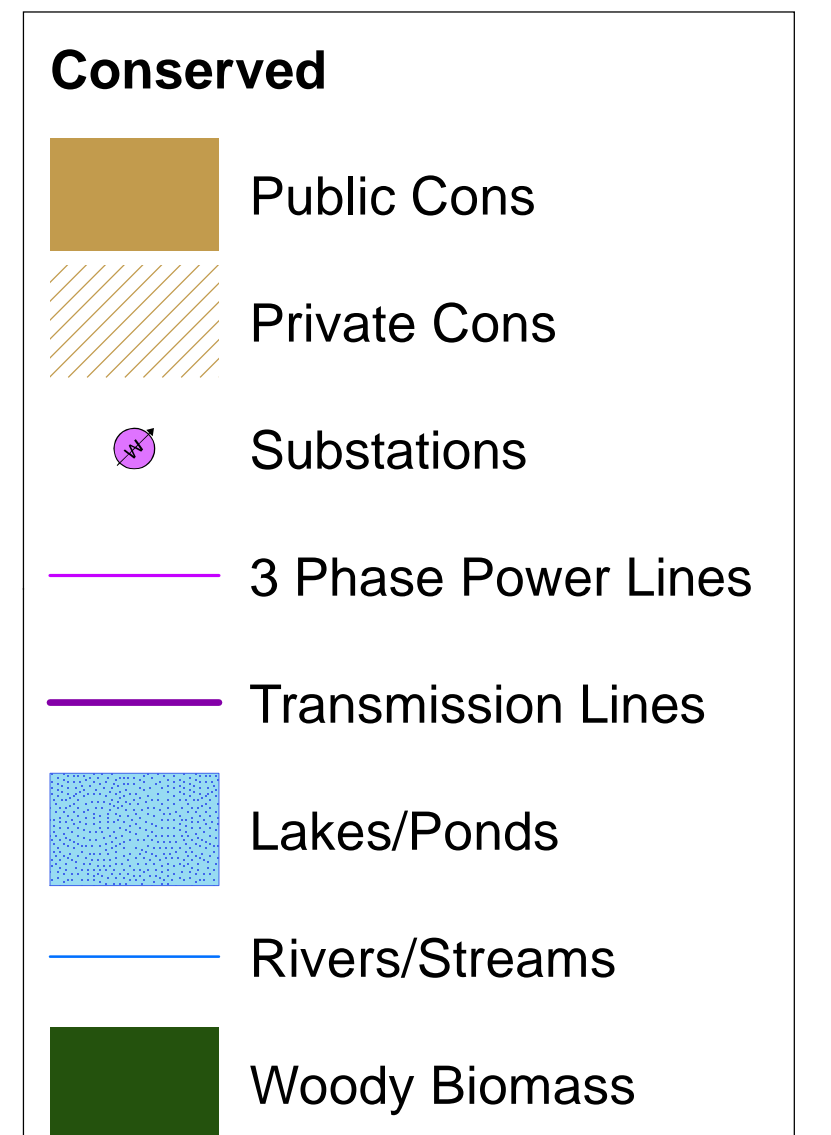 Conserved
Public Cons
Private Cons
W
Substations
3 Phase Power Lines
Transmission Lines
Lakes/Ponds
Rivers/Streams
Woody Biomass